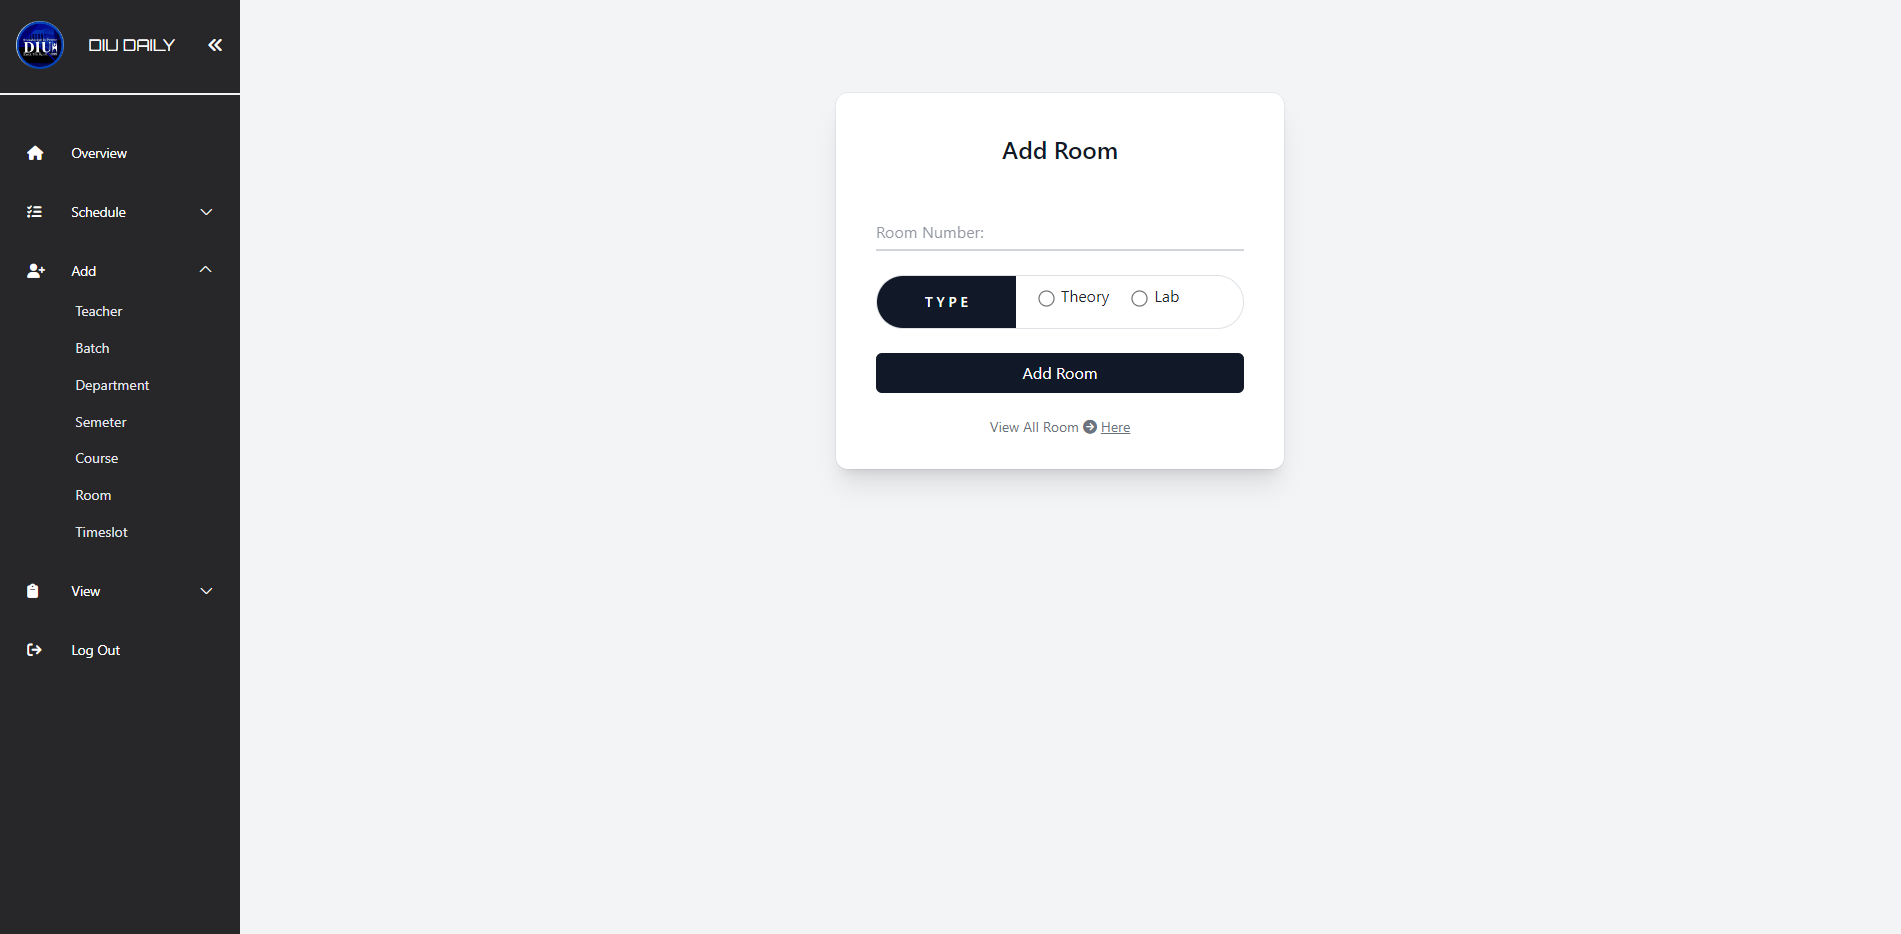 DIU
DIU DAILY
Overview
Schedule
Add
Teacher
Batch
Department
Semeter
Course
Room
Timeslot
View
Log Out
Add Room
Room Number:
TYPE
Theory
Lab
Add Room
View All Room Here